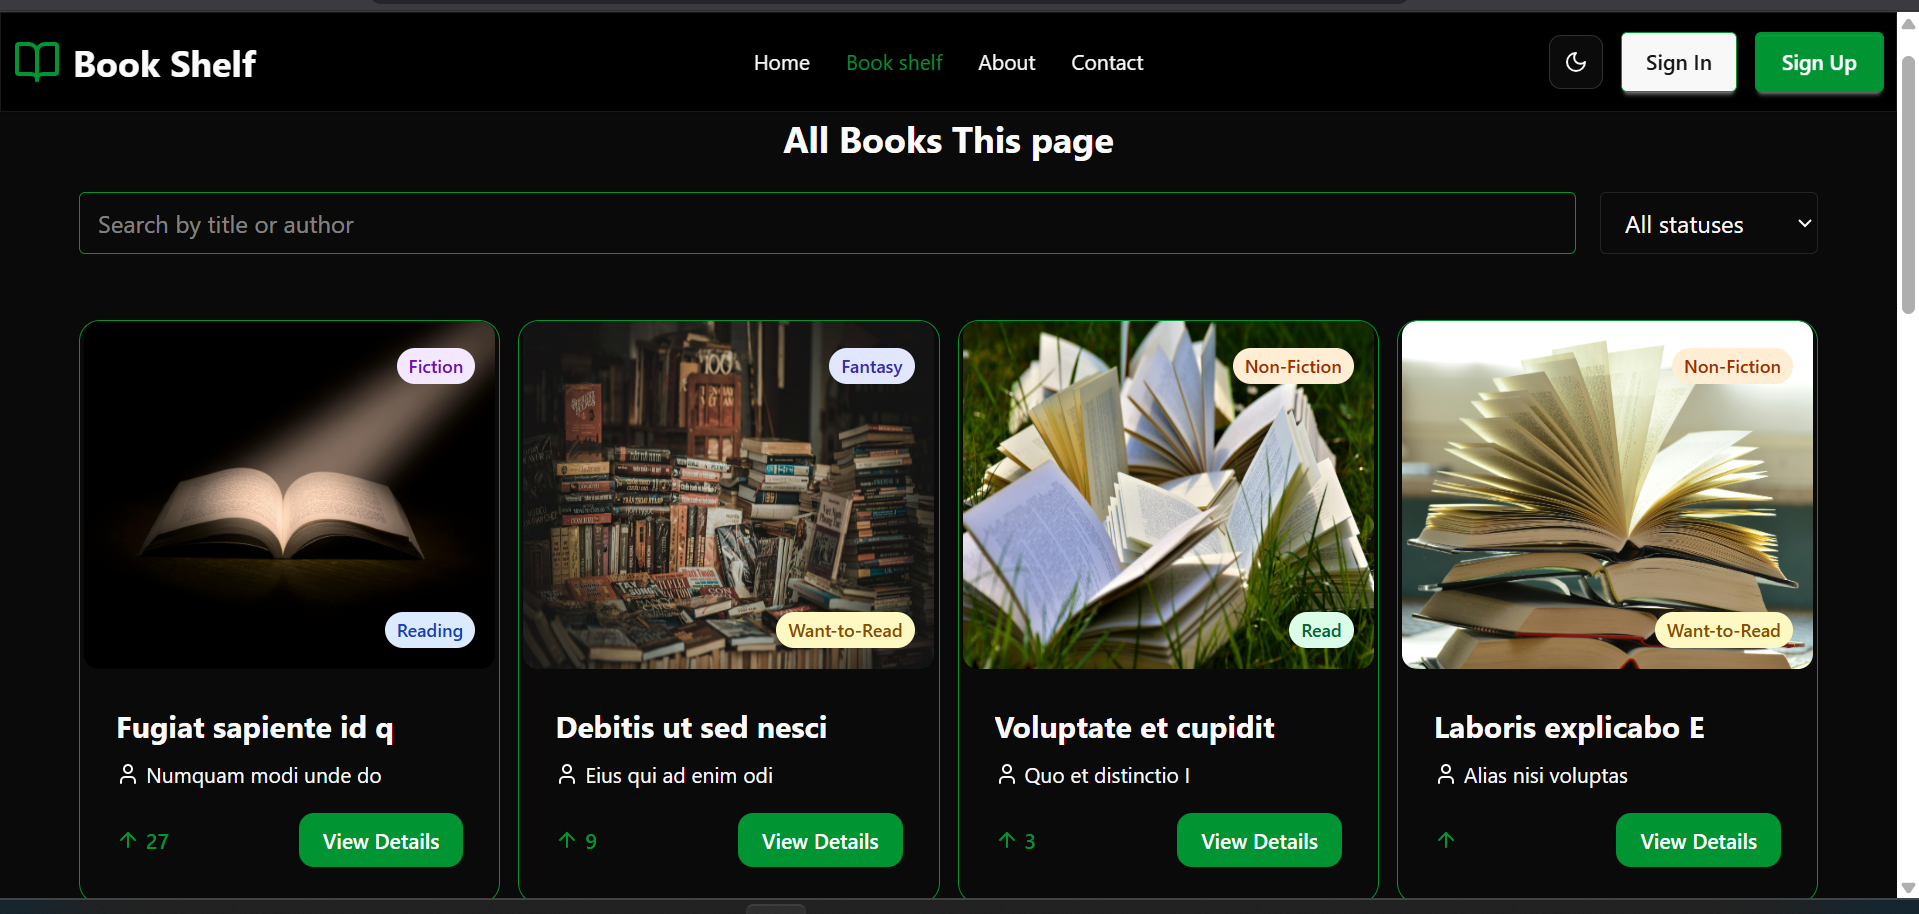 Book Shelf
Home Book shelf About Contact
Sign In Sign Up
All Books This page
Search by title or author
All statuses
Fiction
Reading
Fugiat sapiente id q
Numquam modi unde do
27 View Details
Fantasy
Want-to-Read
Debitis ut sed nesci
Eius qui ad enim odi
9 View Details
Non-Fiction
Read
Voluptate et cupidit
Quo et distinctio I
3 View Details
Non-Fiction
Want-to-Read
Laboris explicabo E
Alias nisi voluptas
View Details